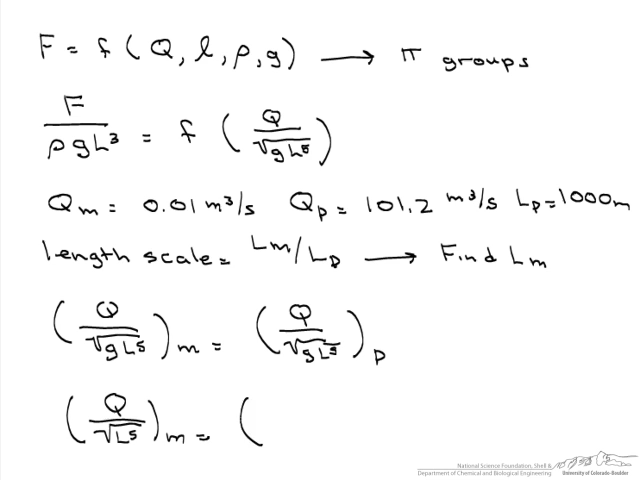 F = f ( Q, l, ρ, g ) → π groups
F / ρgL³ = f ( Q / √gL⁵ )
Qm = 0.01 m³/s Qp = 101.2 m³/s Lp = 1000m
length scale = Lm/Lp → Find Lm
( Q / √gL⁵ )m = ( Q / √gL⁵ )p
( Q / √L⁵ )m = (
National Science Foundation, Shell &
Department of Chemical and Biological Engineering
University of Colorado-Boulder